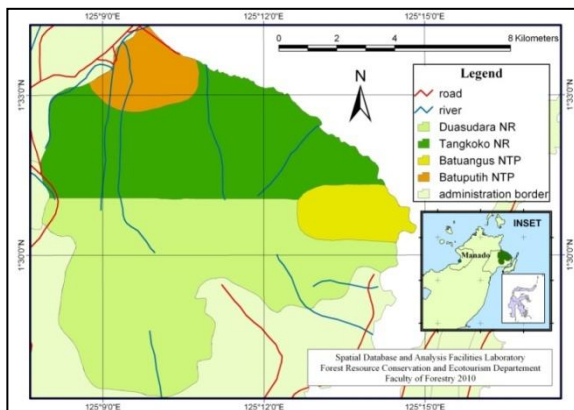 125°9'0"E 125°12'0"E 125°15'0"E
0 2 4 8 Kilometers
N
1°33'0"N 1°33'0"N
Legend
road
river
Duasudara NR
Tangkoko NR
Batuangus NTP
Batuputih NTP
administration border
INSET
Manado
1°30'0"N 1°30'0"N
Spatial Database and Analysis Facilities Laboratory
Forest Resource Conservation and Ecotourism Departement
Faculty of Forestry 2010
125°9'0"E 125°12'0"E 125°15'0"E